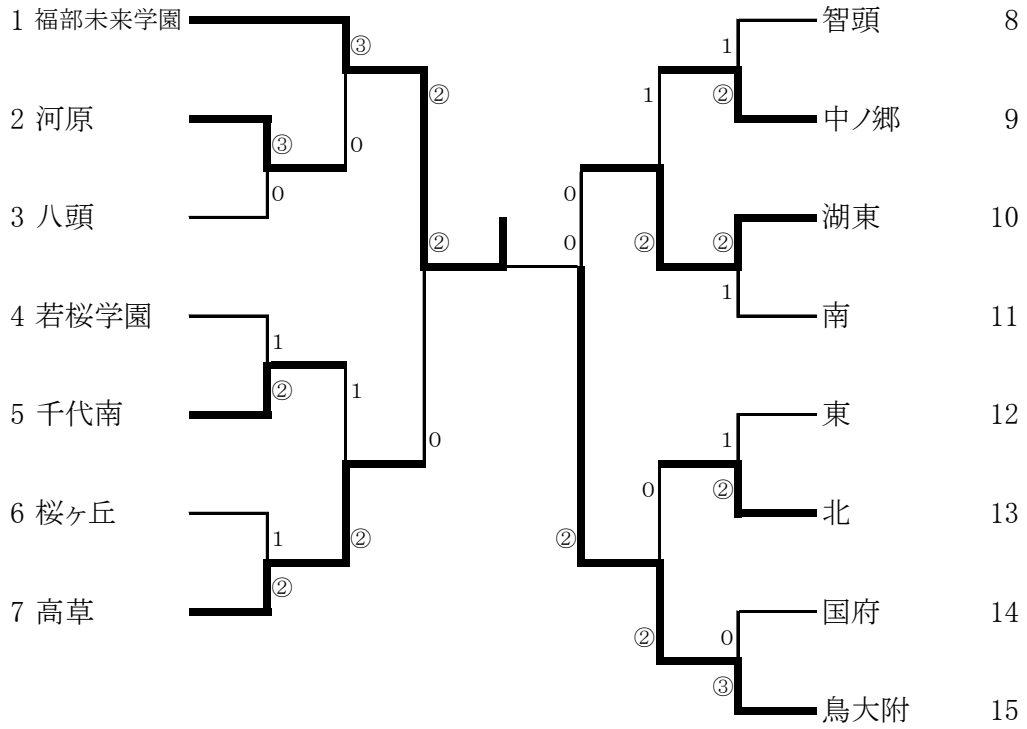 1 福部未来学園
③
②
2 河原
③
0
0
3 八頭
②
4 若桜学園
1
②
1
5 千代南
0
6 桜ヶ丘
1
②
②
7 高草
智頭 8
1
②
1
中ノ郷 9
0
湖東 10
②
②
0
1
南 11
東 12
1
②
0
北 13
②
国府 14
0
②
③
鳥大附 15